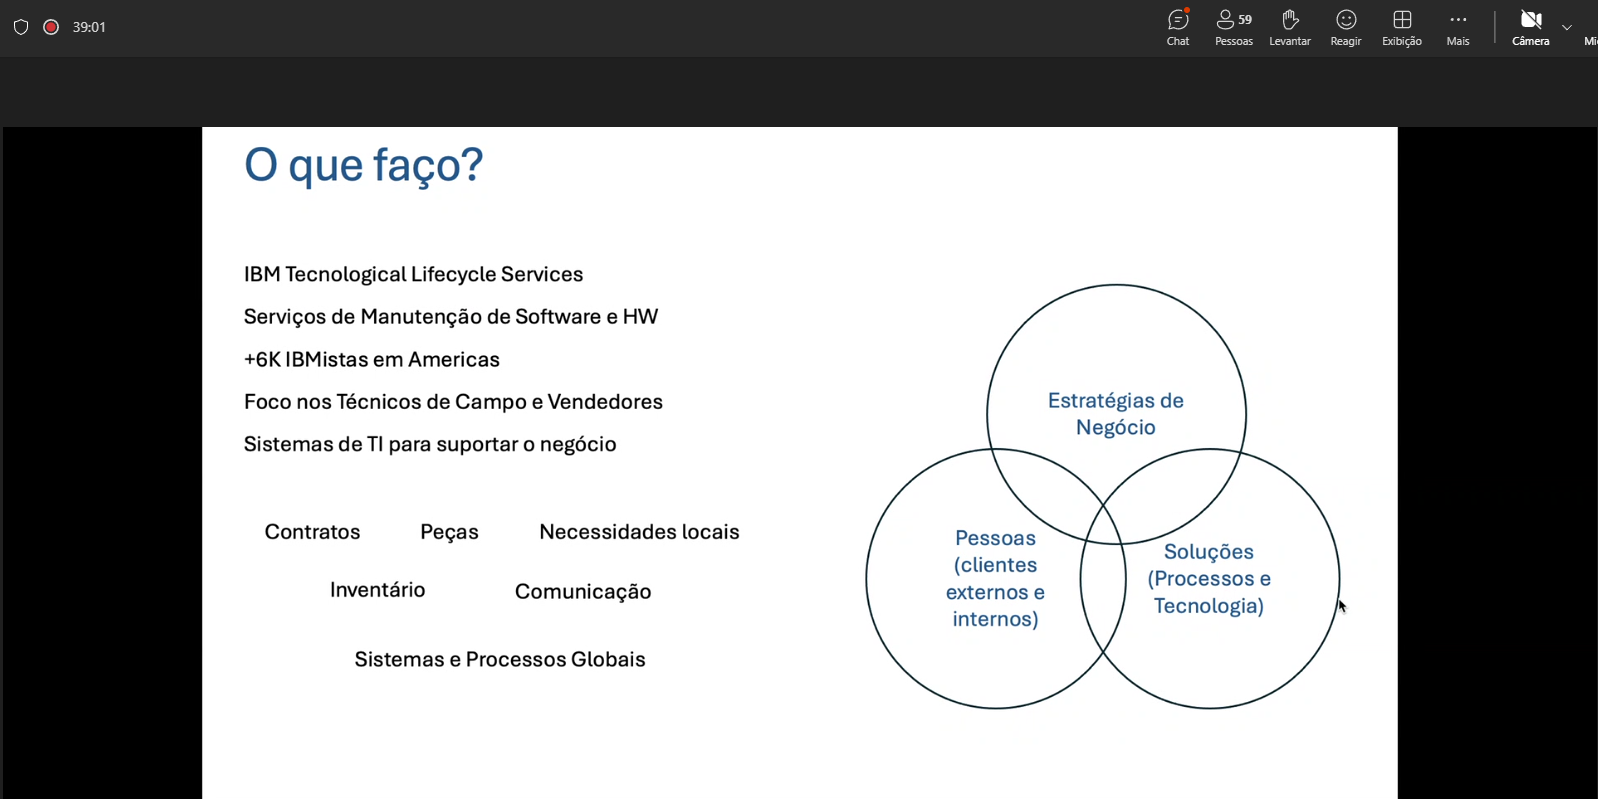 39:01
Chat
59
Pessoas
Levantar
Reagir
Exibição
Mais
Câmera
O que faço?
IBM Tecnological Lifecycle Services
Serviços de Manutenção de Software e HW
+6K IBMistas em Americas
Foco nos Técnicos de Campo e Vendedores
Sistemas de TI para suportar o negócio
Contratos Peças Necessidades locais
Inventário Comunicação
Sistemas e Processos Globais
Estratégias de
Negócio
Pessoas
(clientes
externos e
internos)
Soluções
(Processos e
Tecnologia)